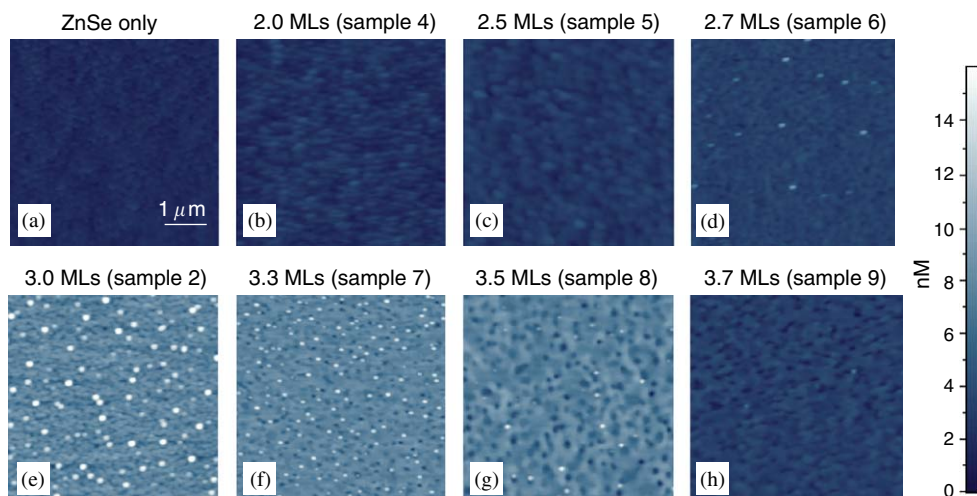 ZnSe only
2.0 MLs (sample 4)
2.5 MLs (sample 5)
2.7 MLs (sample 6)
(a)
1 μm
(b)
(c)
(d)
3.0 MLs (sample 2)
3.3 MLs (sample 7)
3.5 MLs (sample 8)
3.7 MLs (sample 9)
(e)
(f)
(g)
(h)
14
12
10
8
6
4
2
0
nM